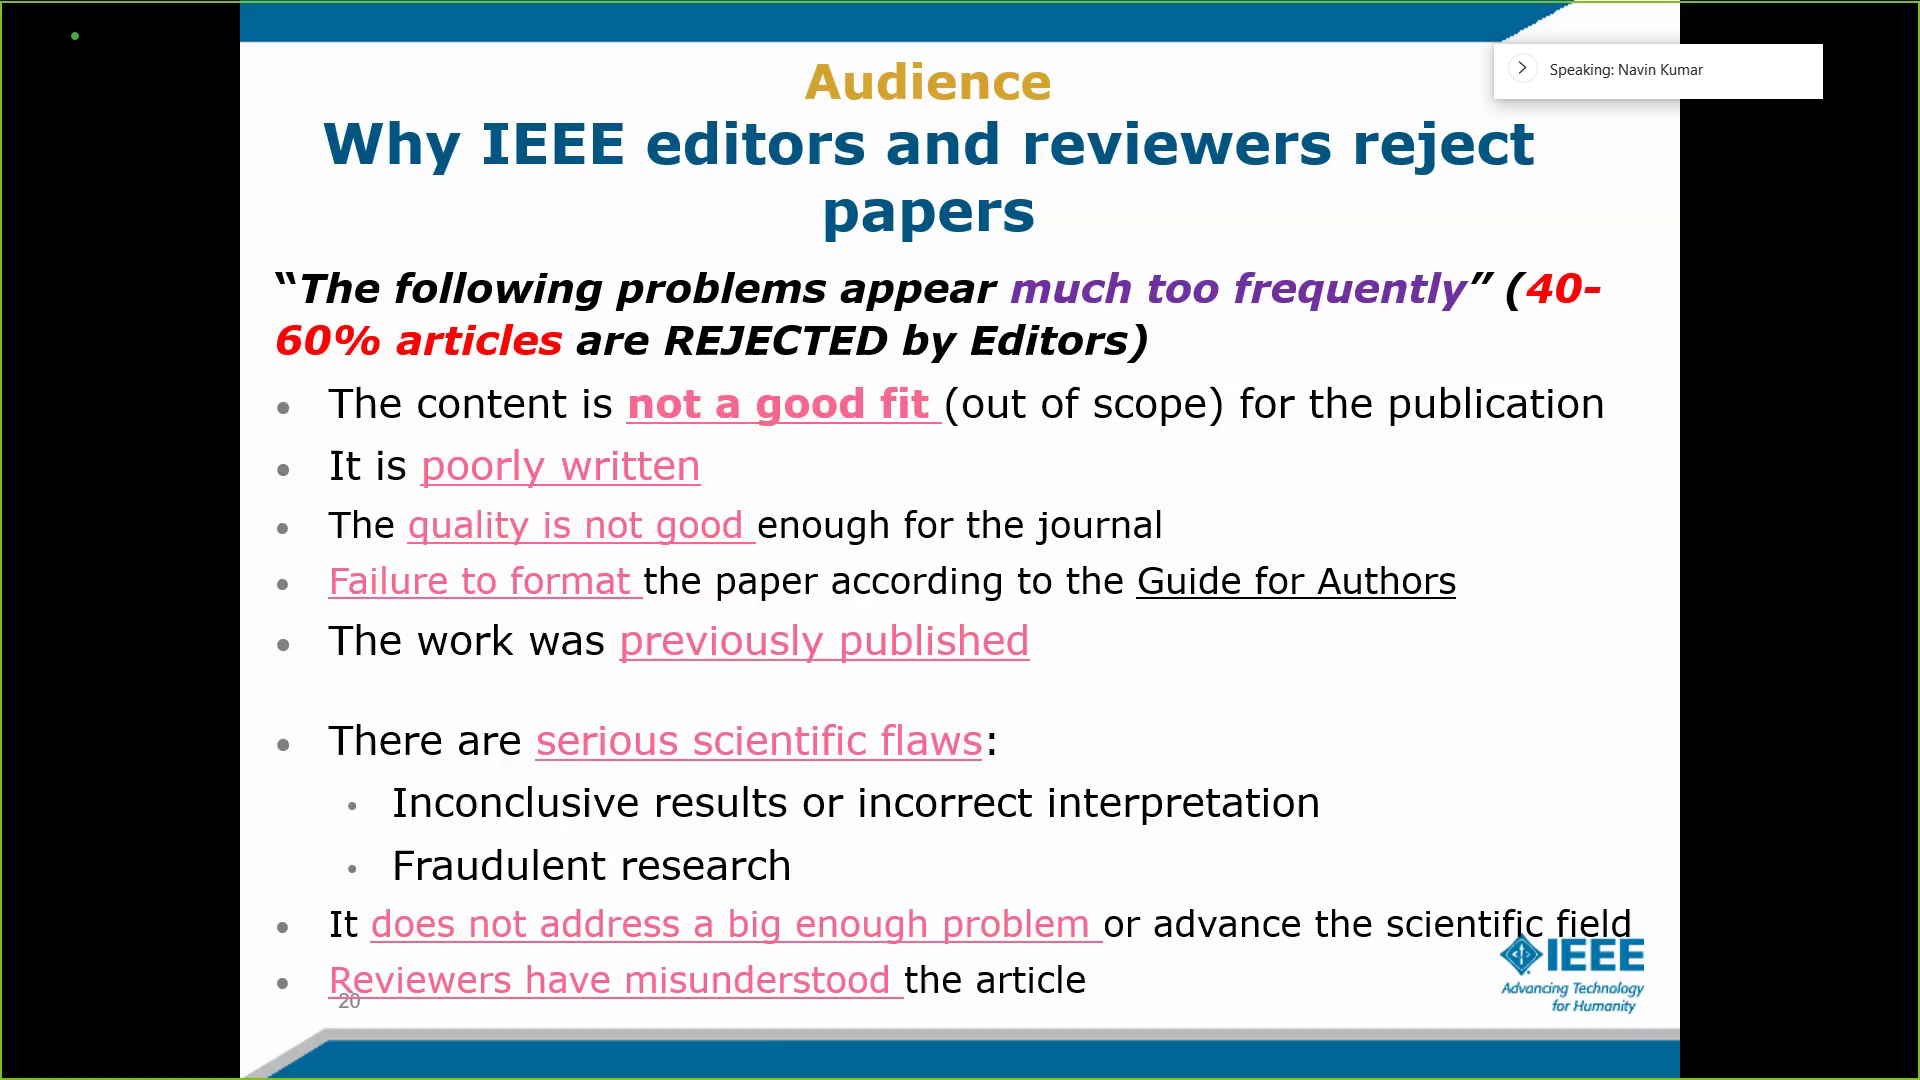 Speaking: Navin Kumar
Audience
Why IEEE editors and reviewers reject
papers
“The following problems appear much too frequently” (40-
60% articles are REJECTED by Editors)
• The content is not a good fit (out of scope) for the publication
• It is poorly written
• The quality is not good enough for the journal
• Failure to format the paper according to the Guide for Authors
• The work was previously published
• There are serious scientific flaws:
• Inconclusive results or incorrect interpretation
• Fraudulent research
• It does not address a big enough problem or advance the scientific field
• Reviewers have misunderstood the article
20
IEEE
Advancing Technology
for Humanity